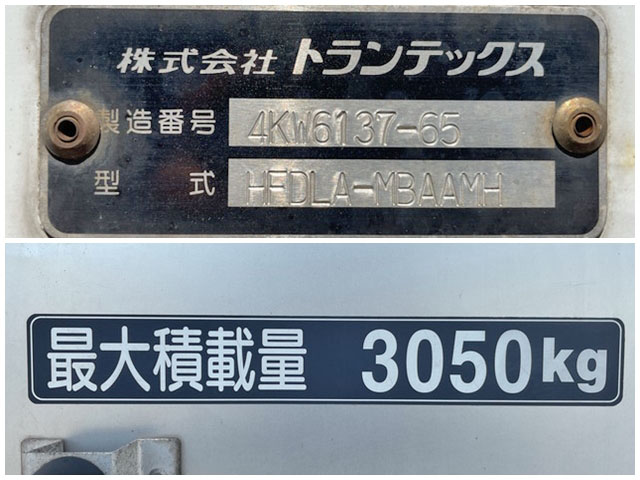 株式会社 トランテックス
製造番号 4KW6137-65
型式 HFDLA-MBAAMH
最大積載量 3050kg